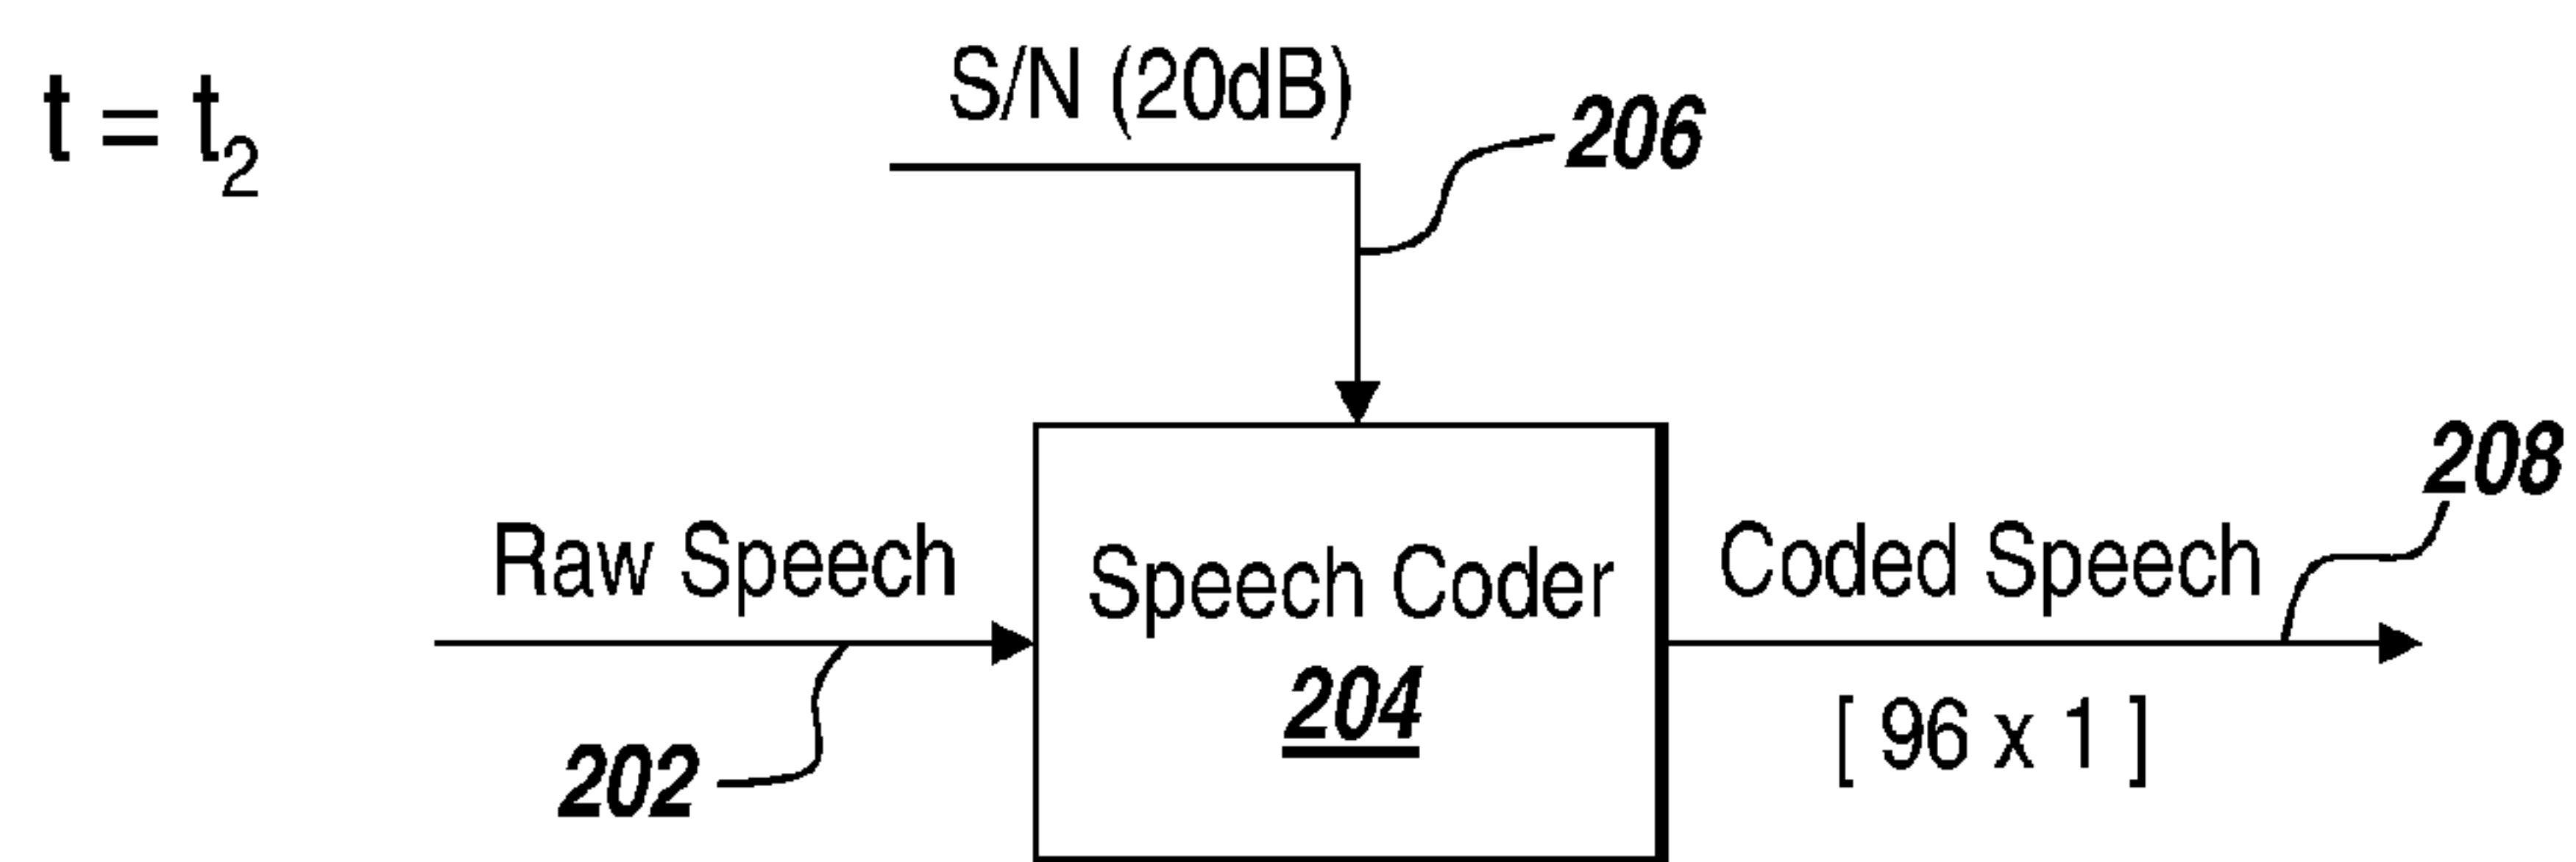 t = t₂
S/N (20dB)
206
208
Raw Speech
Speech Coder
Coded Speech
204
[ 96 x 1 ]
202